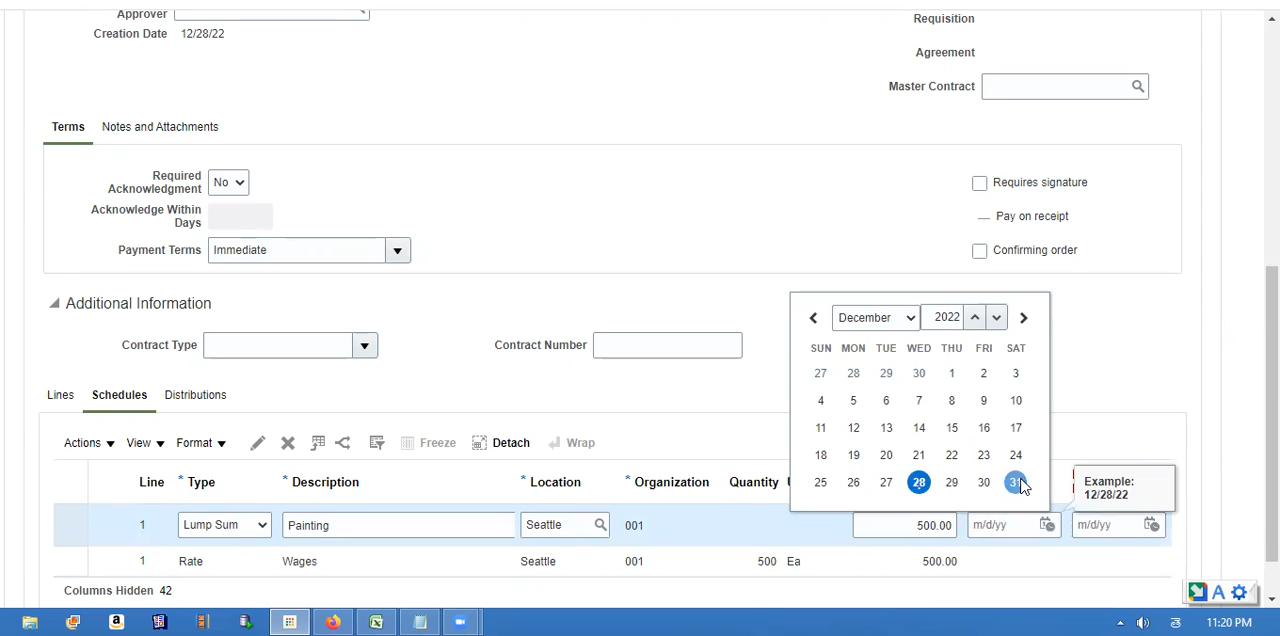 Approver
Requisition
Creation Date 12/28/22
Agreement
Master Contract
Terms Notes and Attachments
Required Acknowledgment No
Requires signature
Acknowledge Within Days
Pay on receipt
Payment Terms Immediate
Confirming order
Additional Information
Contract Type Contract Number
December 2022
SUN MON TUE WED THU FRI SAT
27 28 29 30 1 2 3
4 5 6 7 8 9 10
11 12 13 14 15 16 17
18 19 20 21 22 23 24
25 26 27 28 29 30 31
Lines Schedules Distributions
Actions View Format Freeze Detach Wrap
Example:
12/28/22
Line * Type * Description * Location * Organization Quantity
1 Lump Sum Painting Seattle 001 500.00 m/d/yy m/d/yy
1 Rate Wages Seattle 001 500 Ea 500.00
Columns Hidden 42
A
11:20 PM